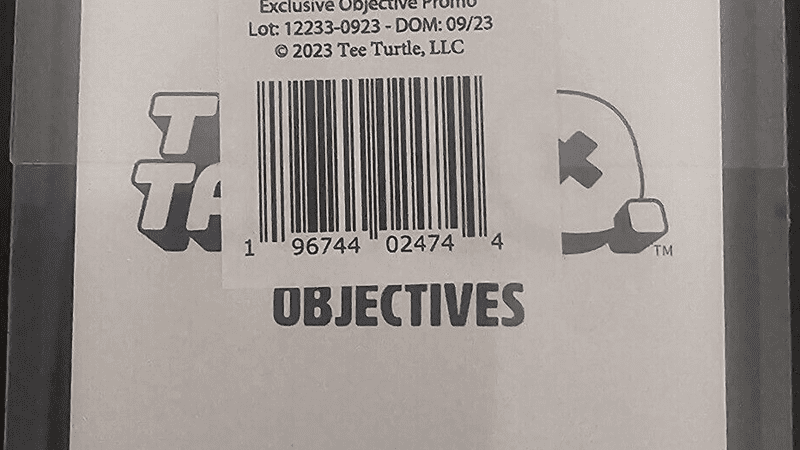 Exclusive Objective Promo
Lot: 12233-0923 - DOM: 09/23
© 2023 Tee Turtle, LLC
T
TA
TM
1 96744 02474 4
OBJECTIVES